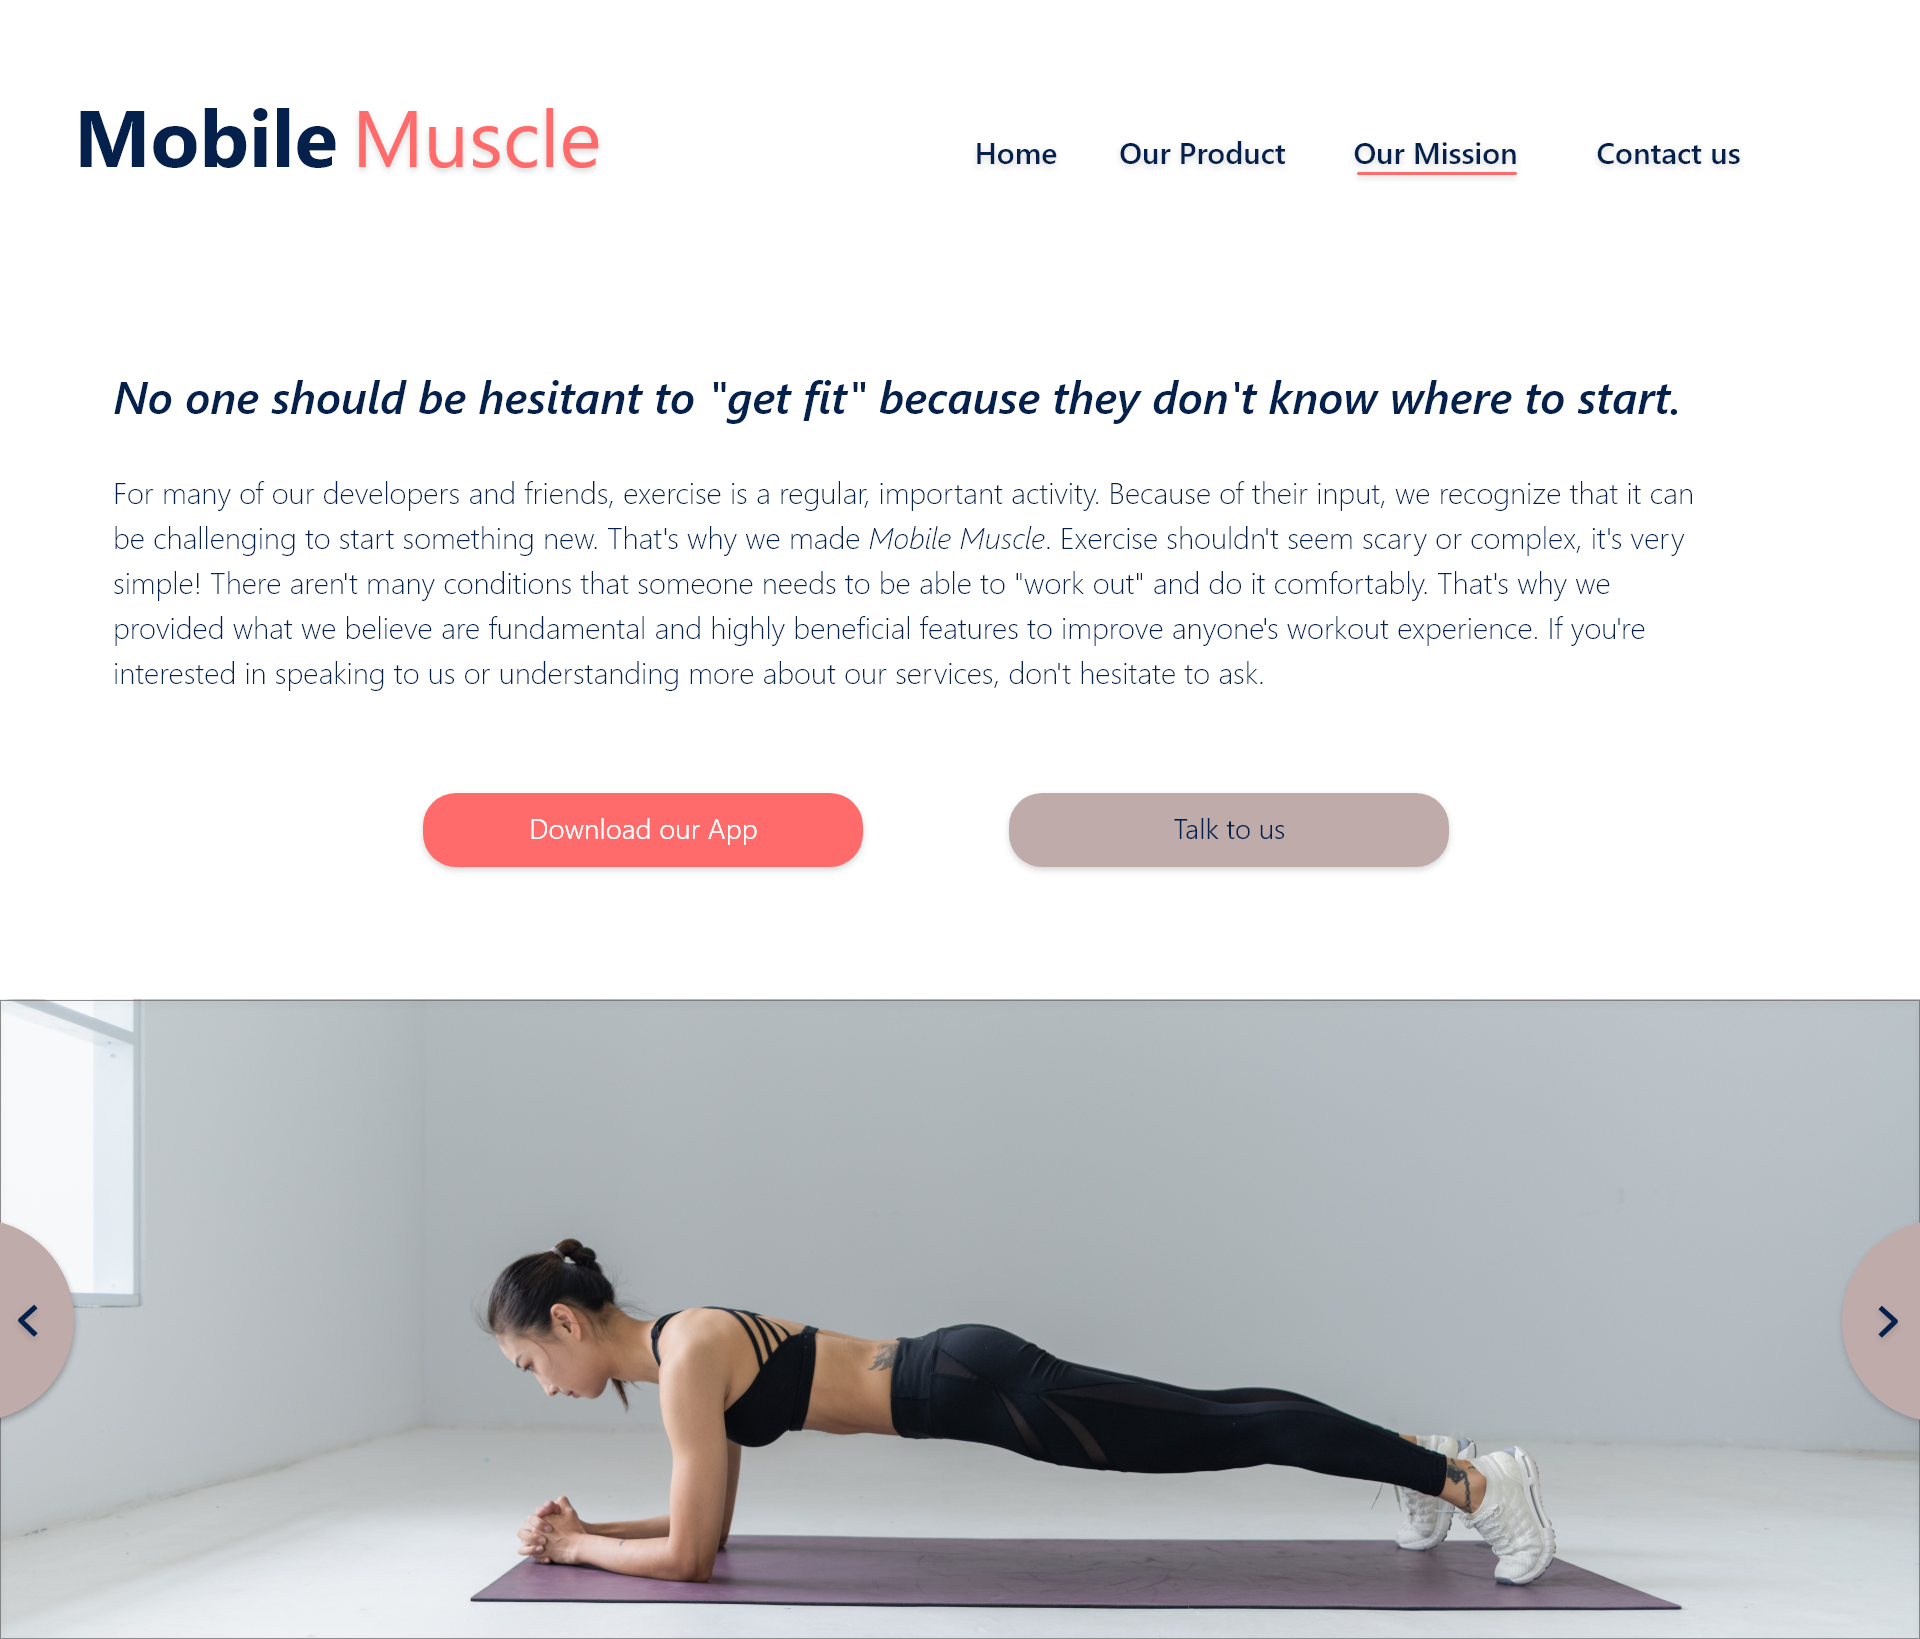 Mobile Muscle
Home Our Product Our Mission Contact us
No one should be hesitant to "get fit" because they don't know where to start.
For many of our developers and friends, exercise is a regular, important activity. Because of their input, we recognize that it can
be challenging to start something new. That's why we made Mobile Muscle. Exercise shouldn't seem scary or complex, it's very
simple! There aren't many conditions that someone needs to be able to "work out" and do it comfortably. That's why we
provided what we believe are fundamental and highly beneficial features to improve anyone's workout experience. If you're
interested in speaking to us or understanding more about our services, don't hesitate to ask.
Download our App
Talk to us